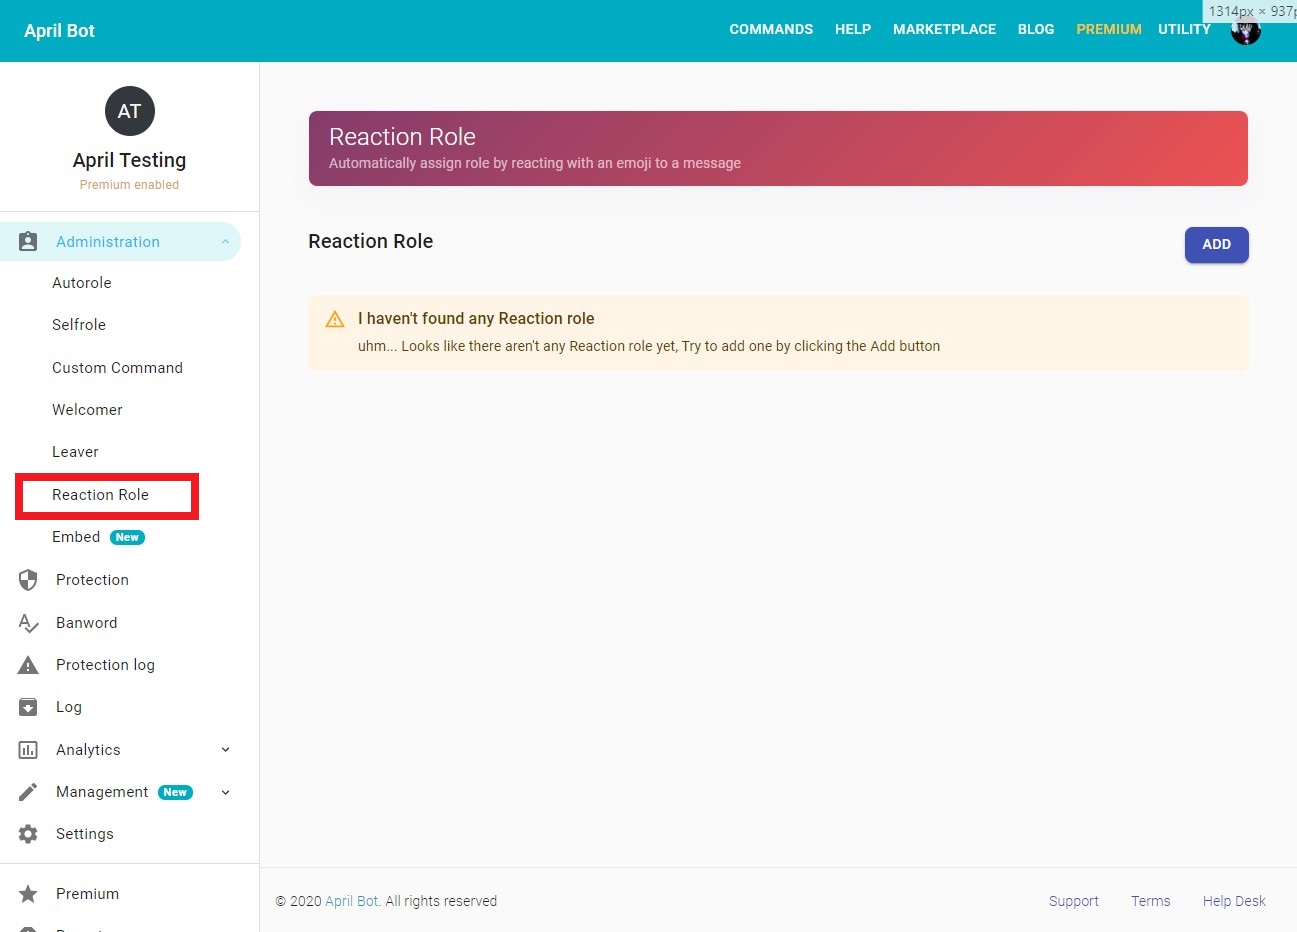 April Bot
COMMANDS HELP MARKETPLACE BLOG PREMIUM UTILITY
1314px × 937p
AT
April Testing
Premium enabled
Administration
Autorole
Selfrole
Custom Command
Welcomer
Leaver
Reaction Role
Embed New
Protection
Banword
Protection log
Log
Analytics
Management New
Settings
Premium
Reaction Role
Automatically assign role by reacting with an emoji to a message
Reaction Role
ADD
I haven't found any Reaction role
uhm... Looks like there aren't any Reaction role yet, Try to add one by clicking the Add button
© 2020 April Bot. All rights reserved
Support Terms Help Desk